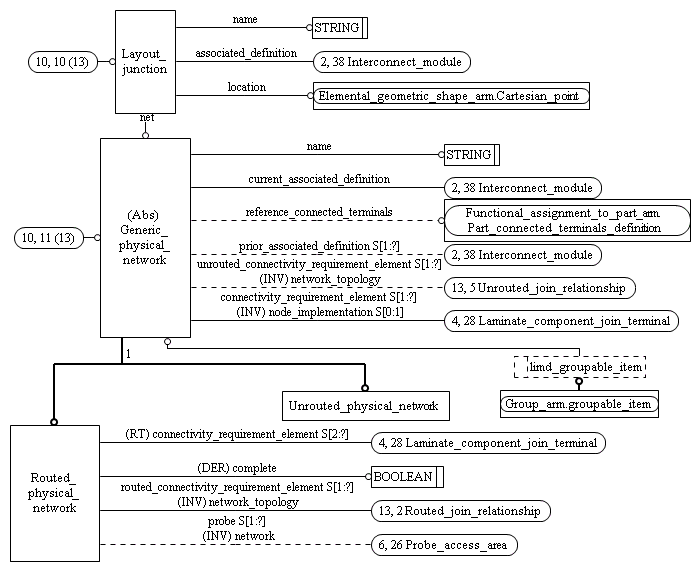 name
STRING
Layout_
junction
10, 10 (13)
associated_definition
2, 38 Interconnect_module
location
Elemental_geometric_shape_arm.Cartesian_point
net
name
STRING
current_associated_definition
2, 38 Interconnect_module
(Abs)
Generic_
physical_
network
10, 11 (13)
reference_connected_terminals
Functional_assignment_to_part_arm.
Part_connected_terminals_definition
prior_associated_definition S[1:?]
2, 38 Interconnect_module
unrouted_connectivity_requirement_element S[1:?]
(INV) network_topology
13, 5 Unrouted_join_relationship
connectivity_requirement_element S[1:?]
(INV) node_implementation S[0:1]
4, 28 Laminate_component_join_terminal
1
limd_groupable_item
Group_arm.groupable_item
Unrouted_physical_network
(RT) connectivity_requirement_element S[2:?]
4, 28 Laminate_component_join_terminal
Routed_
physical_
network
(DER) complete
BOOLEAN
routed_connectivity_requirement_element S[1:?]
(INV) network_topology
13, 2 Routed_join_relationship
probe S[1:?]
(INV) network
6, 26 Probe_access_area